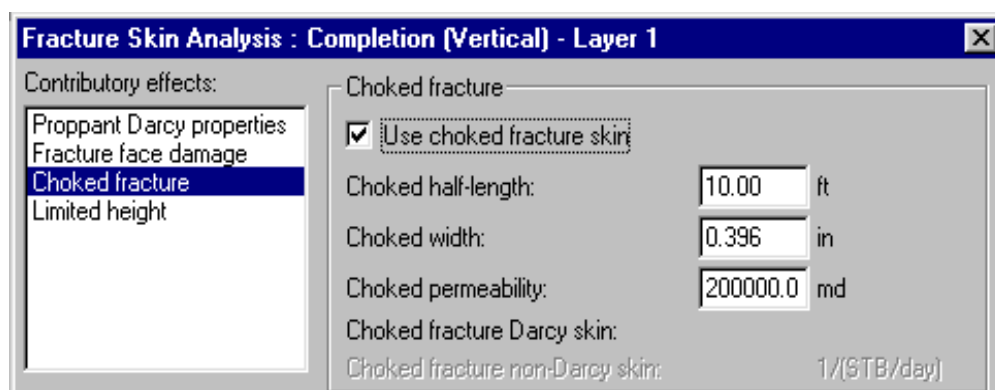 Fracture Skin Analysis : Completion (Vertical) - Layer 1
Contributory effects:
Proppant Darcy properties
Fracture face damage
Choked fracture
Limited height
Choked fracture
Use choked fracture skin
Choked half-length: 10.00 ft
Choked width: 0.396 in
Choked permeability: 200000.0 md
Choked fracture Darcy skin:
Choked fracture non-Darcy skin: 1/(STB/day)